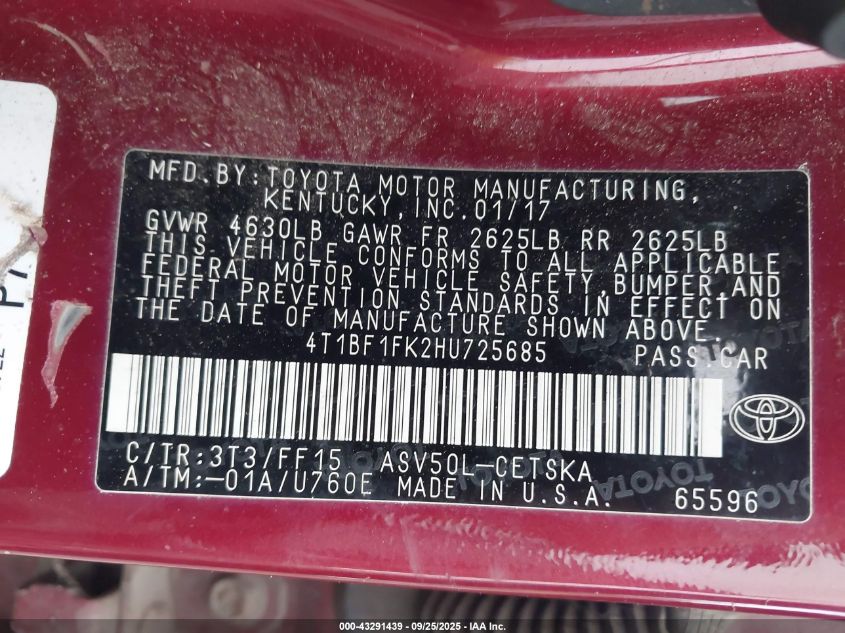 MFD. BY: TOYOTA MOTOR MANUFACTURING,
KENTUCKY, INC. 01/17
GVWR 4630LB GAWR FR 2625LB RR 2625LB
THIS VEHICLE CONFORMS TO ALL APPLICABLE
FEDERAL MOTOR VEHICLE SAFETY, BUMPER, AND
THEFT PREVENTION STANDARDS IN EFFECT ON
THE DATE OF MANUFACTURE SHOWN ABOVE.
4T1BF1FK2HU725685 PASS.CAR
C/TR:3T3/FF15 ASV50L-CETSKA
A/TM:-01A/U760E MADE IN U.S.A. 65596
TOYOTA
000-43291439 - 09/25/2025 - IAA, Inc